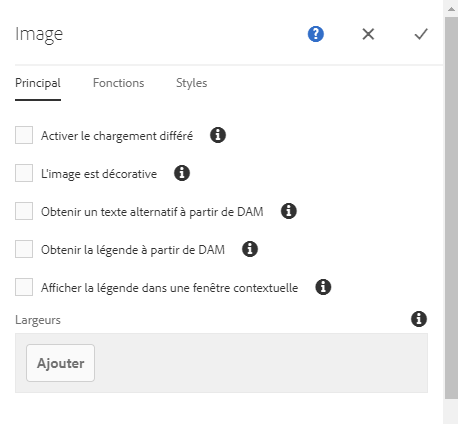 Image
Principal Fonctions Styles
Activer le chargement différé
L'image est décorative
Obtenir un texte alternatif à partir de DAM
Obtenir la légende à partir de DAM
Afficher la légende dans une fenêtre contextuelle
Largeurs
Ajouter